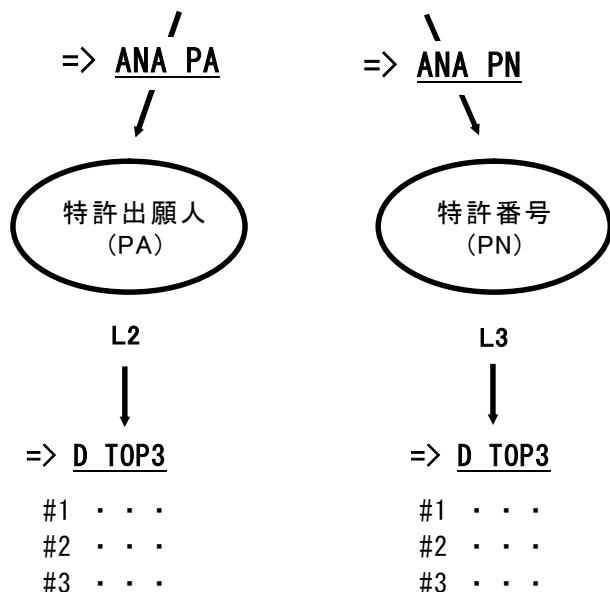 => ANA PA
=> ANA PN
特許出願人
(PA)
特許番号
(PN)
L2
L3
=> D TOP3
=> D TOP3
#1 ・・・
#2 ・・・
#3 ・・・
#1 ・・・
#2 ・・・
#3 ・・・